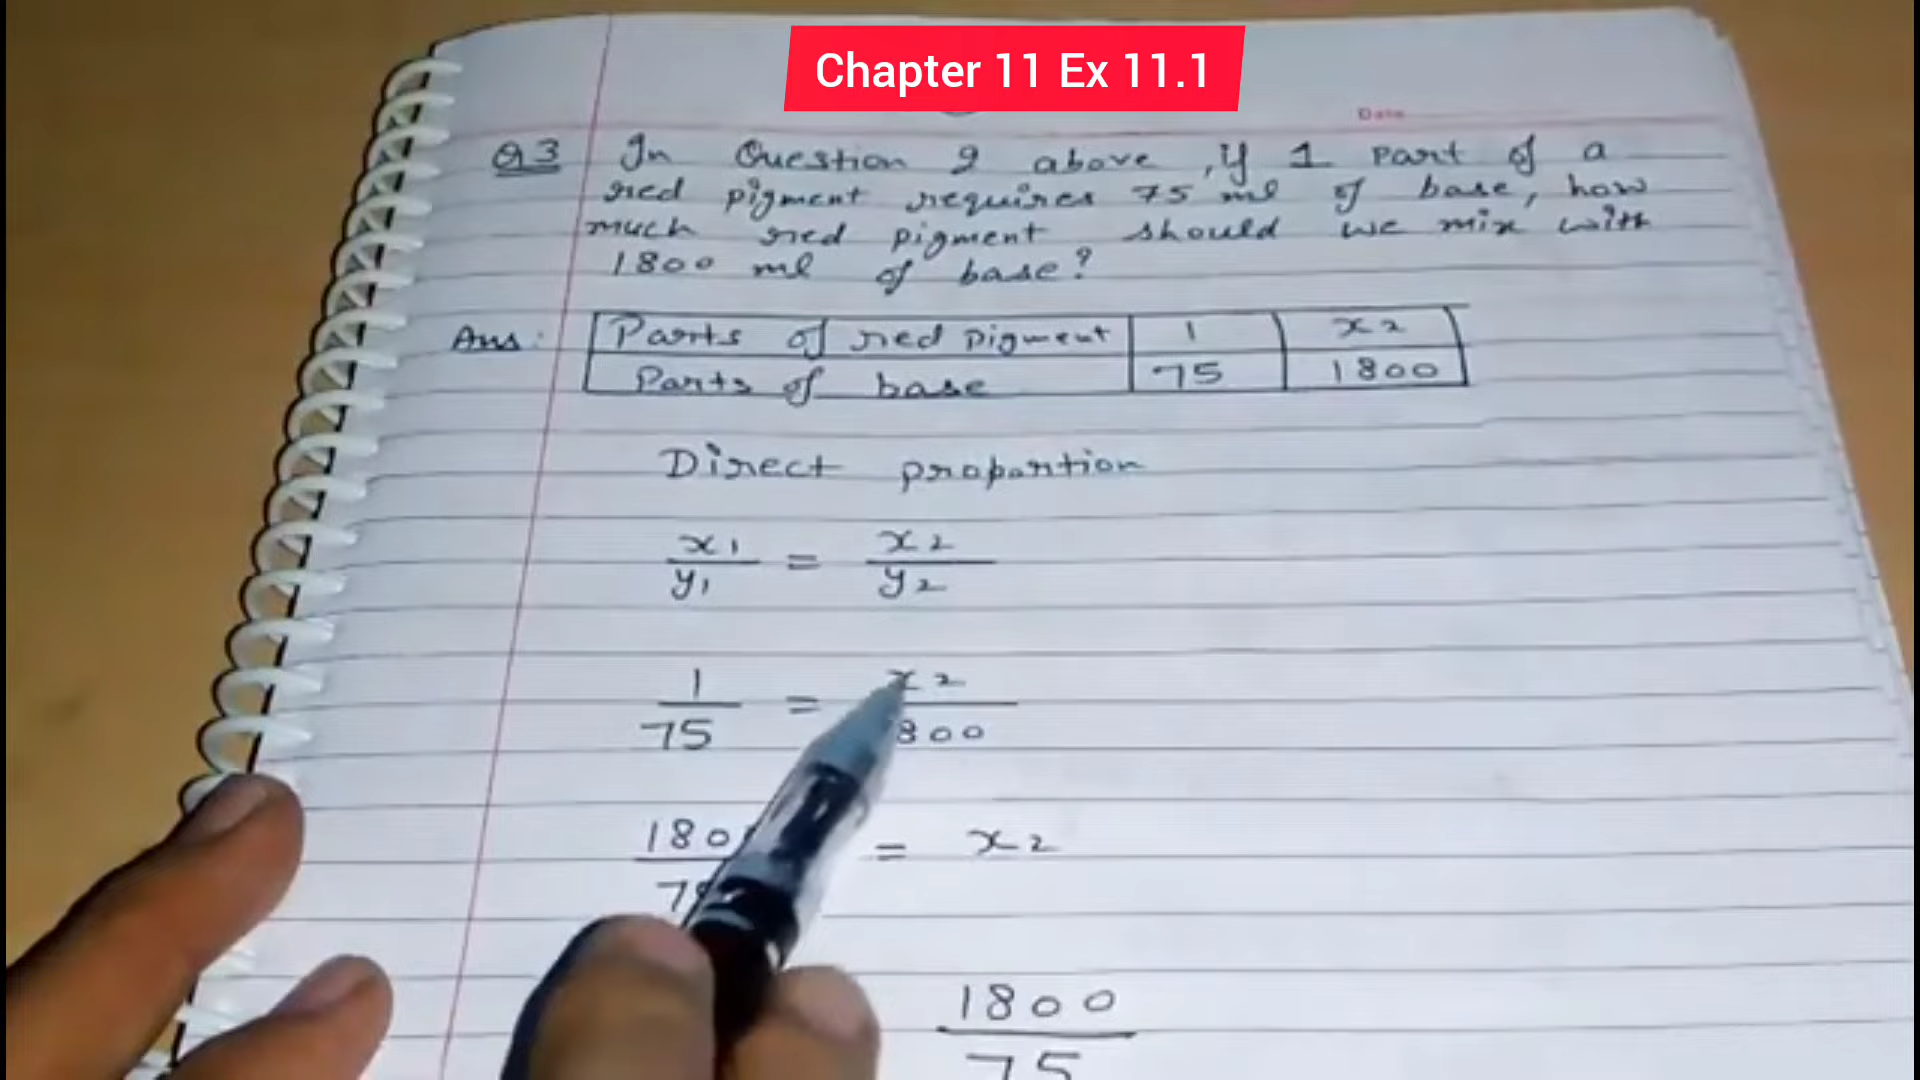 Chapter 11 Ex 11.1
Date
Q3 In Question 2 above, if 1 part of a
red pigment requires 75 ml of base, how
much red pigment should we mix with
1800 ml of base?
Ans: Parts of red pigment 1 x2
Parts of base 75 1800
Direct proportion
x1/y1 = x2/y2
1/75 = x2/800
= x2
1800/75